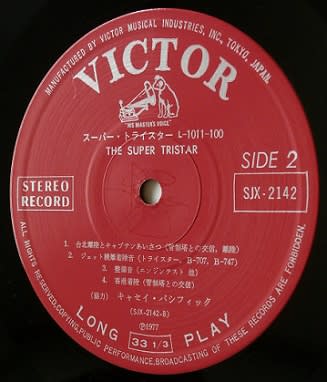 MANUFACTURED BY VICTOR MUSICAL INDUSTRIES, INC., TOKYO, JAPAN.
VICTOR
"HIS MASTER'S VOICE"
スーパー・トライスター L-1011-100
THE SUPER TRISTAR
SIDE 2
STEREO
RECORD
SJX-2142
1. 台北離陸とキャプテンあいさつ (管制塔との交信, 離陸)
2. ジェット機離着陸音 (トライスター, B-707, B-747)
3. 整備音 (エンジンテスト 他)
4. 香港着陸 (管制塔との交信, 着陸)
(協力) キャセイ・パシフィック
(SJX-2142-B)
℗1977
LONG PLAY
33 1/3
ALL RIGHTS RESERVED. COPYING, PUBLIC PERFORMANCE, BROADCASTING OF THESE RECORDS ARE FORBIDDEN.